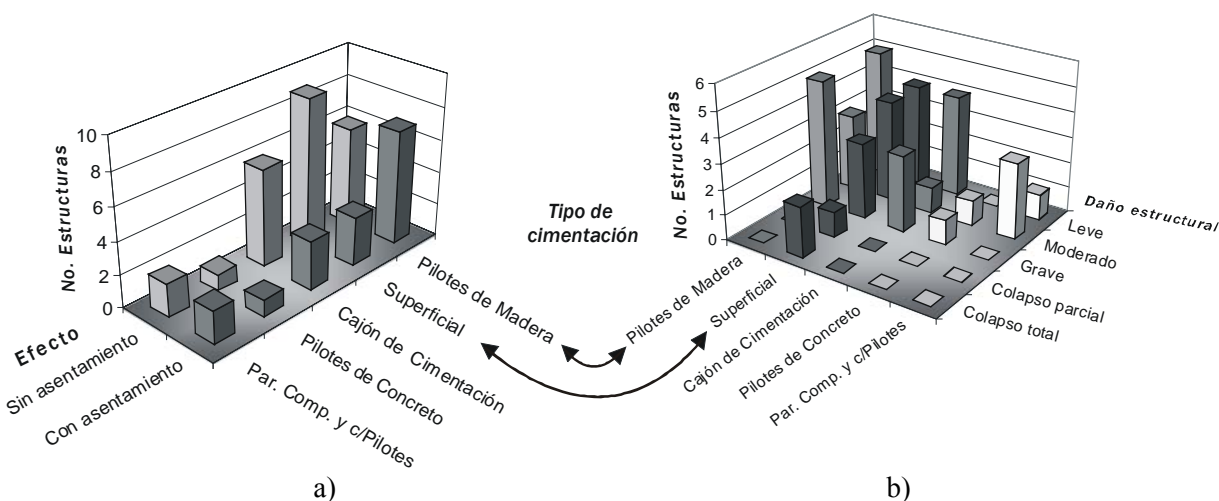 10
8
6
4
2
0
No. Estructuras
Efecto
Sin asentamiento
Con asentamiento
Pilotes de Madera
Superficial
Cajón de Cimentación
Pilotes de Concreto
Par. Comp. y c/Pilotes
a)
Tipo de
cimentación
6
5
4
3
2
1
0
No. Estructuras
Pilotes de Madera
Superficial
Cajón de Cimentación
Pilotes de Concreto
Par. Comp. y c/Pilotes
Daño estructural
Leve
Moderado
Grave
Colapso parcial
Colapso total
b)